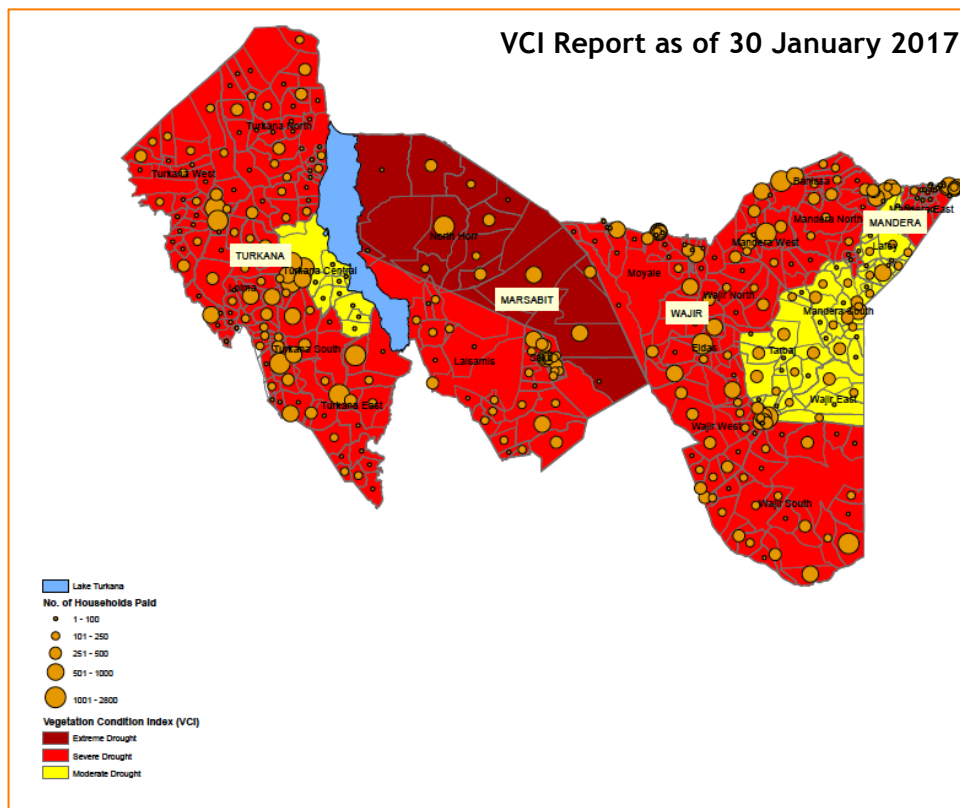 VCI Report as of 30 January 2017
Turkana North
Turkana West
Banissa
Mandera East
Mandera North
MANDERA
North Horr
Mandera West
Lafey
TURKANA
Turkana Central
Moyale
Loima
Wajir North
MARSABIT
WAJIR
Mandera South
Turkana South
Eldas
Tarbaj
Laisamis
Saku
Wajir East
Turkana East
Wajir West
Wajir South
Lake Turkana
No. of Households Paid
1 - 100
101 - 250
251 - 500
501 - 1000
1001 - 2800
Vegetation Condition Index (VCI)
Extreme Drought
Severe Drought
Moderate Drought